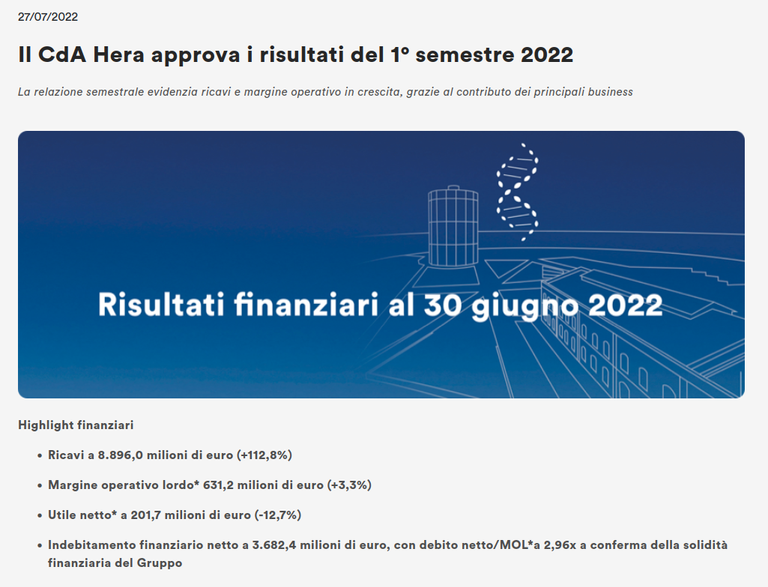 27/07/2022
Il CdA Hera approva i risultati del 1° semestre 2022
La relazione semestrale evidenzia ricavi e margine operativo in crescita, grazie al contributo dei principali business
Risultati finanziari al 30 giugno 2022
Highlight finanziari
• Ricavi a 8.896,0 milioni di euro (+112,8%)
• Margine operativo lordo* 631,2 milioni di euro (+3,3%)
• Utile netto* a 201,7 milioni di euro (-12,7%)
• Indebitamento finanziario netto a 3.682,4 milioni di euro, con debito netto/MOL*a 2,96x a conferma della solidità
finanziaria del Gruppo